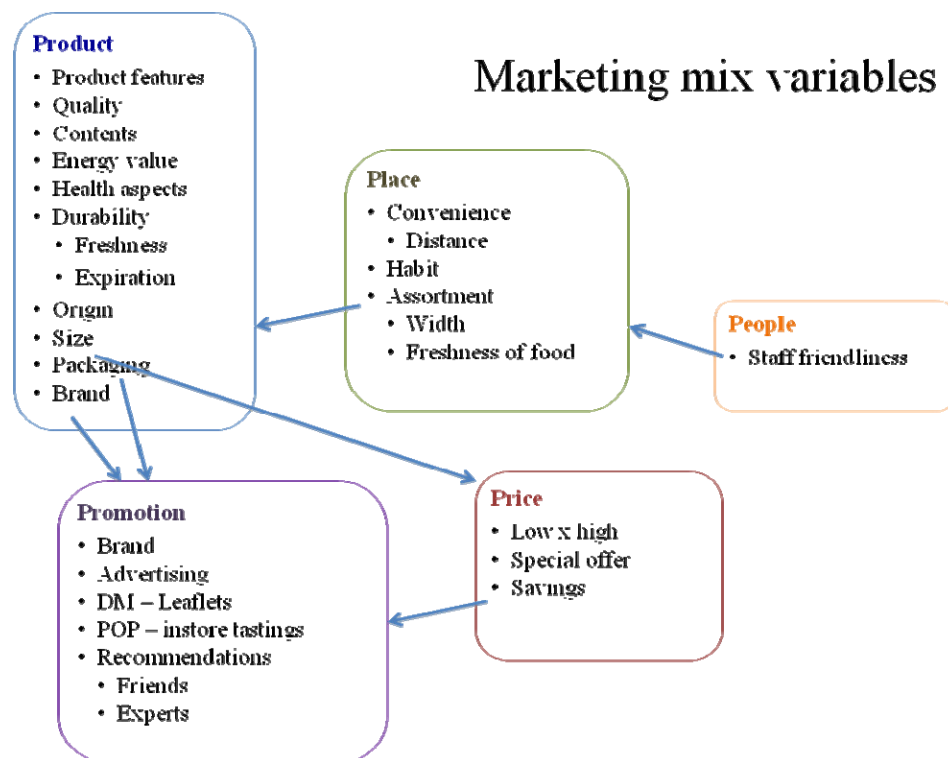 Marketing mix variables
Product
• Product features
• Quality
• Contents
• Energy value
• Health aspects
• Durability
• Freshness
• Expiration
• Origin
• Size
• Packaging
• Brand
Place
• Convenience
• Distance
• Habit
• Assortment
• Width
• Freshness of food
People
• Staff friendliness
Promotion
• Brand
• Advertising
• DM – Leaflets
• POP – instore tastings
• Recommendations
• Friends
• Experts
Price
• Low x high
• Special offer
• Savings